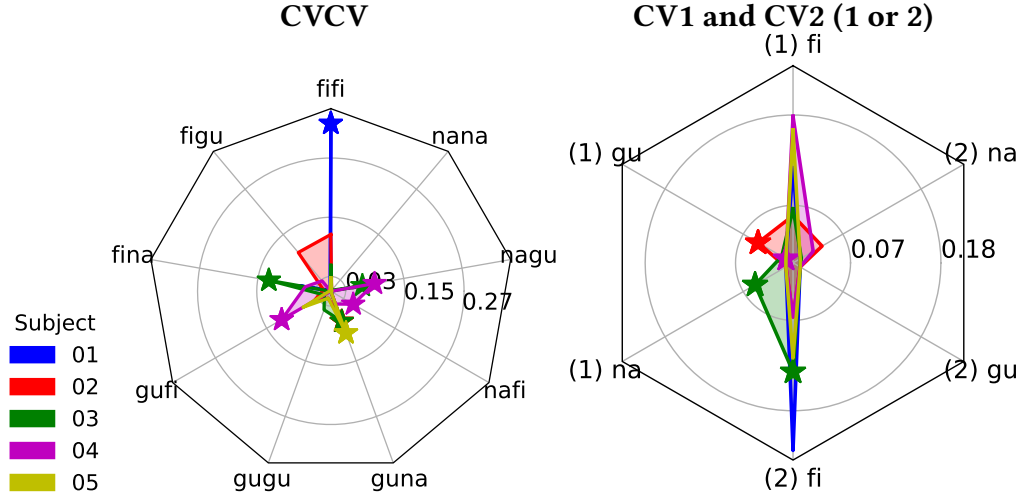 CVCV
fifi
figu
nana
fina
nagu
0.03
0.15
0.27
gufi
nafi
gugu
guna
Subject
01
02
03
04
05
CV1 and CV2 (1 or 2)
(1) fi
(1) gu
(2) na
0.07
0.18
(1) na
(2) gu
(2) fi